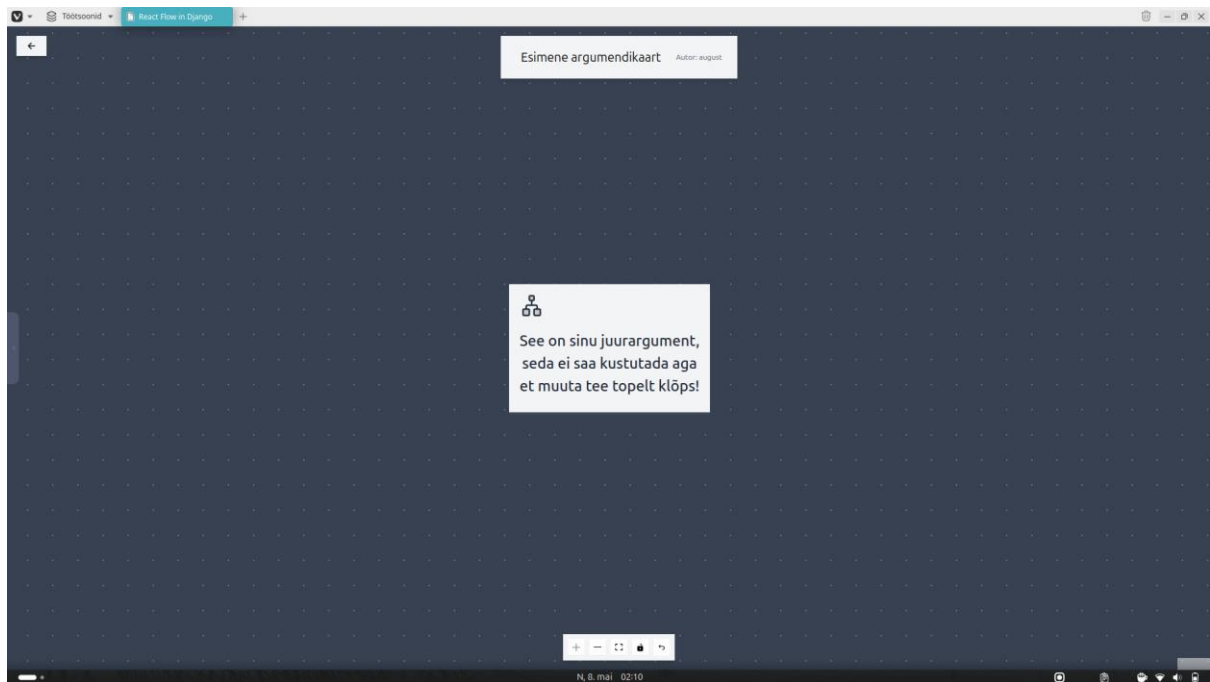 Töötsoonid
React Flow in Django
Esimene argumendikaart Autor: august
See on sinu juurargument,
seda ei saa kustutada aga
et muuta tee topelt klõps!
N, 8. mai 02:10